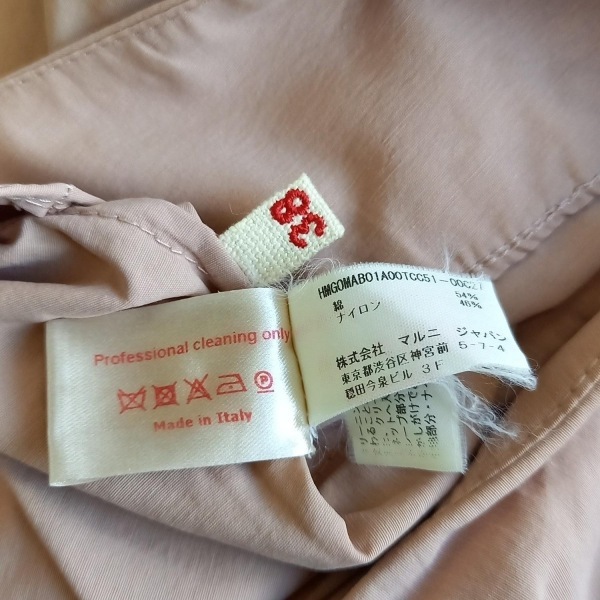 38
HMGOMAB01A00TCC51-00C27
綿 54%
ナイロン 46%
株式会社 マルニ ジャパン
東京都渋谷区神宮前 5-7-4
穏田今泉ビル 3F
Professional cleaning only
Made in Italy